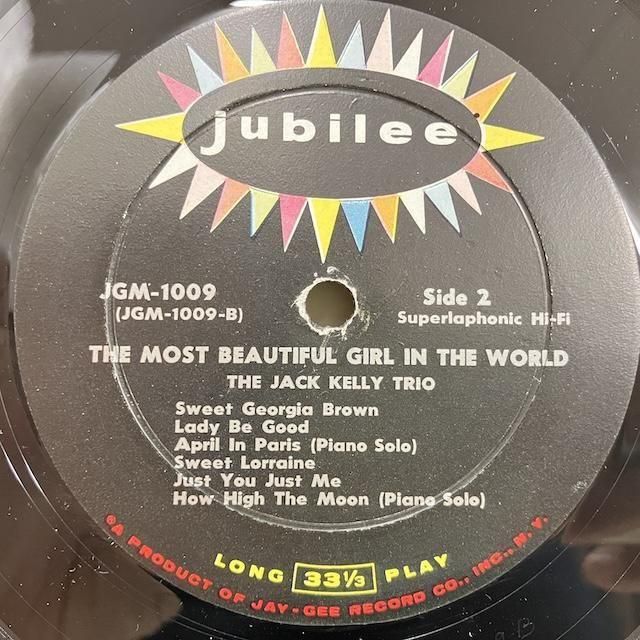 jubilee
JGM-1009
(JGM-1009-B)
Side 2
Superlaphonic Hi-Fi
THE MOST BEAUTIFUL GIRL IN THE WORLD
THE JACK KELLY TRIO
Sweet Georgia Brown
Lady Be Good
April In Paris (Piano Solo)
Sweet Lorraine
Just You Just Me
How High The Moon (Piano Solo)
LONG 33⅓ PLAY
®A PRODUCT OF JAY-GEE RECORD CO., INC., N. Y.